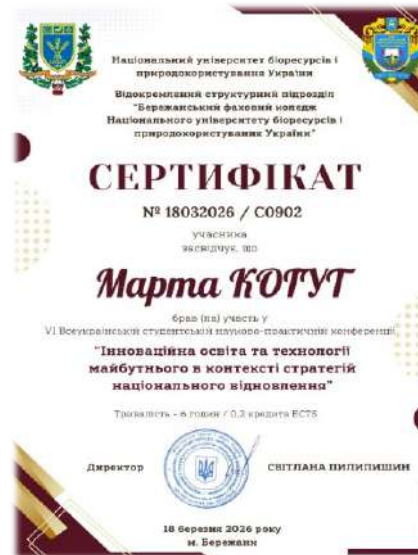 Національний університет біоресурсів і
природокористування України
Відокремлений структурний підрозділ
"Бережанський фаховий коледж
Національного університету біоресурсів і
природокористування України"
СЕРТИФІКАТ
№ 18032026 / С0902
учасника
засвідчує, що
Марта КОГУТ
брав (ла) участь у
VI Всеукраїнській студентській науково-практичній конференції
"Інноваційна освіта та технології
майбутнього в контексті стратегій
національного відновлення"
Тривалість - 6 годин / 0,2 кредита ЄСТS
Директор СВІТЛАНА ПИЛИПИШИН
18 березня 2026 року
м. Бережани